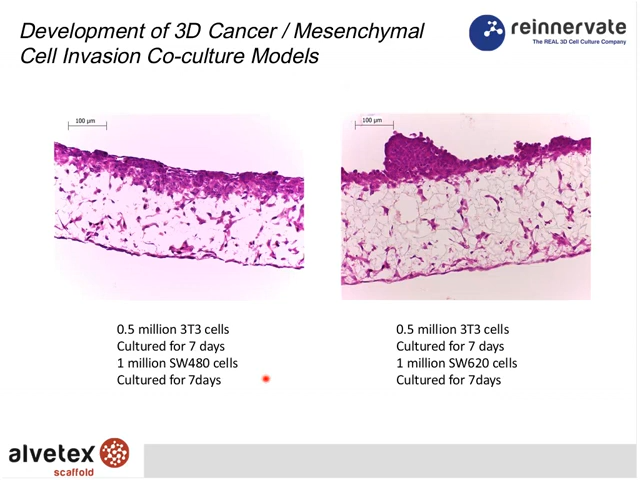 Development of 3D Cancer / Mesenchymal
Cell Invasion Co-culture Models
reinnervate
The REAL 3D Cell Culture Company
100 µm
100 µm
0.5 million 3T3 cells
Cultured for 7 days
1 million SW480 cells
Cultured for 7days
0.5 million 3T3 cells
Cultured for 7 days
1 million SW620 cells
Cultured for 7days
alvetex
scaffold